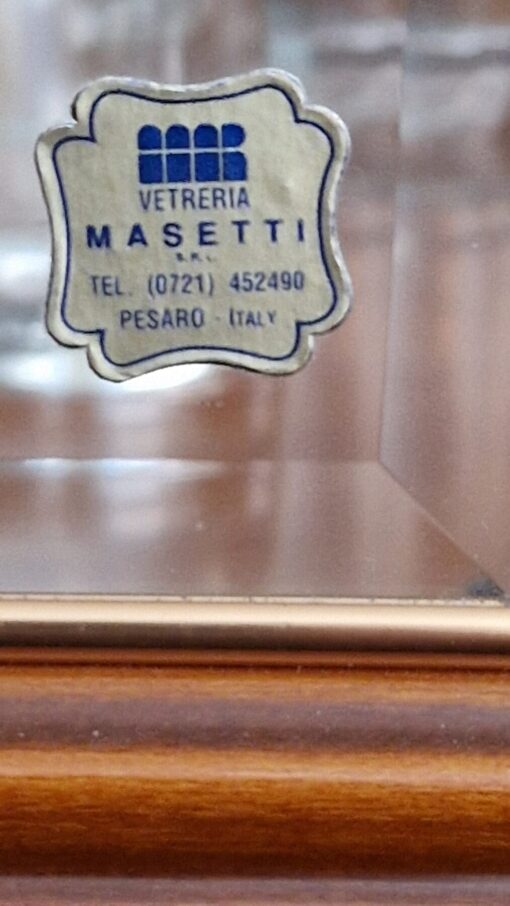 VETRERIA
MASETTI
S.R.L.
TEL. (0721) 452490
PESARO - ITALY